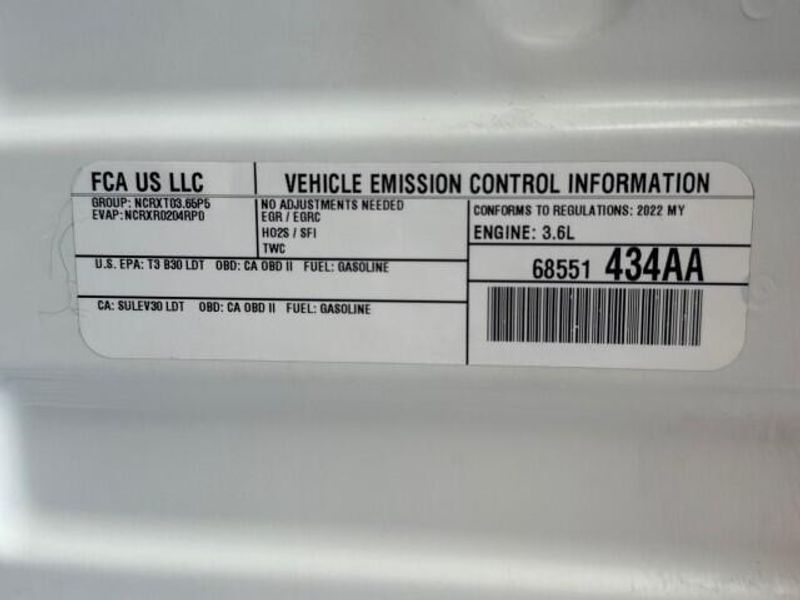 FCA US LLC
VEHICLE EMISSION CONTROL INFORMATION
GROUP: NCRXT03.65P5
EVAP: NCRXR0204RP0
NO ADJUSTMENTS NEEDED
EGR / EGRC
HO2S / SFI
TWC
CONFORMS TO REGULATIONS: 2022 MY
ENGINE: 3.6L
68551 434AA
U.S. EPA: T3 B30 LDT OBD: CA OBD II FUEL: GASOLINE
CA: SULEV30 LDT OBD: CA OBD II FUEL: GASOLINE